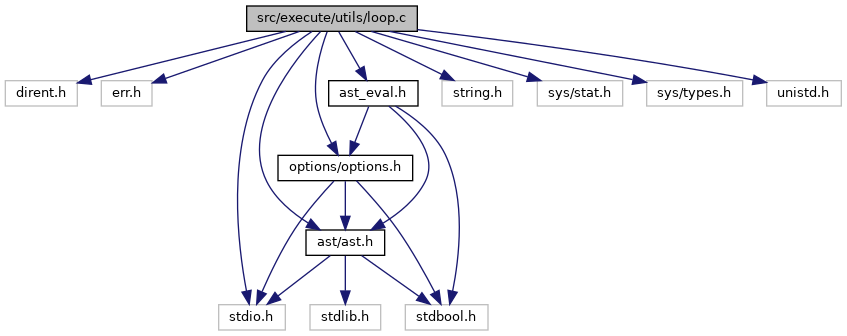 src/execute/utils/loop.c
dirent.h
err.h
ast_eval.h
string.h
sys/stat.h
sys/types.h
unistd.h
options/options.h
ast/ast.h
stdio.h
stdlib.h
stdbool.h